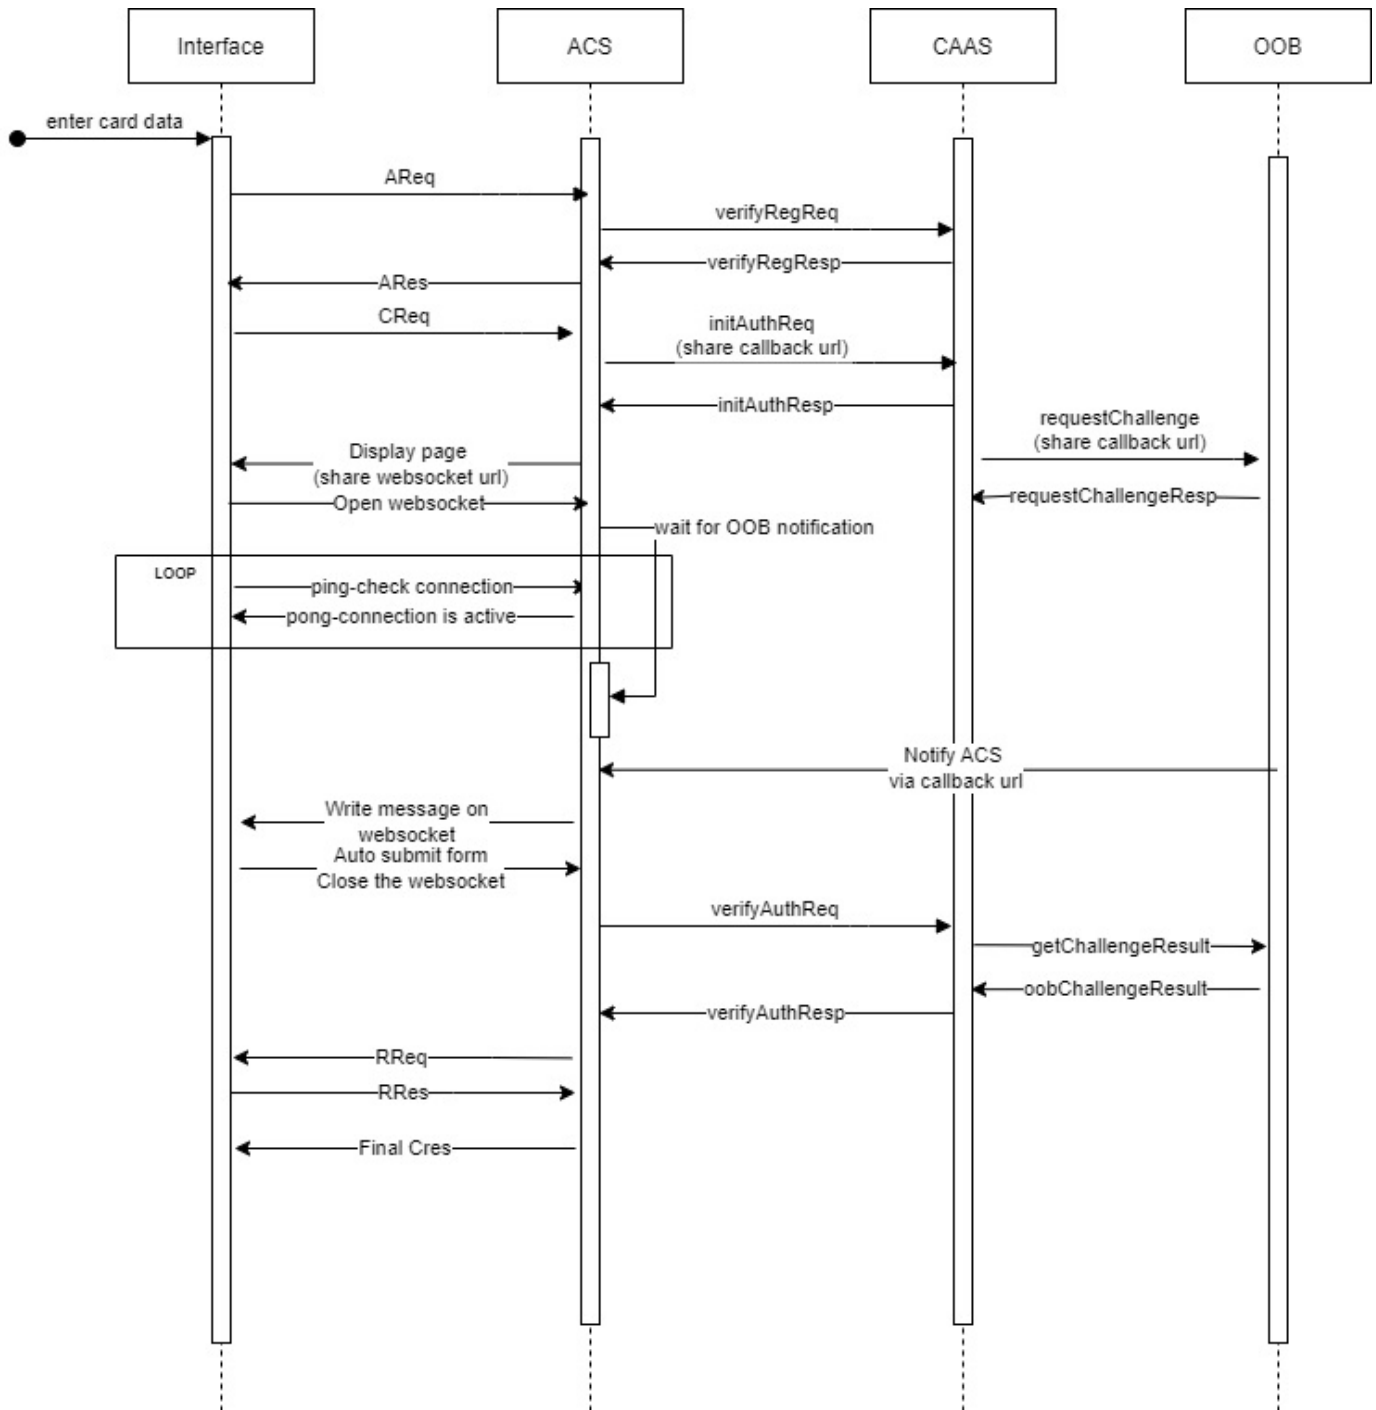 Interface
ACS
CAAS
OOB
enter card data
AReq
verifyRegReq
verifyRegResp
ARes
CReq
initAuthReq
(share callback url)
initAuthResp
requestChallenge
(share callback url)
Display page
(share websocket url)
requestChallengeResp
Open websocket
wait for OOB notification
LOOP
ping-check connection
pong-connection is active
Notify ACS
via callback url
Write message on
websocket
Auto submit form
Close the websocket
verifyAuthReq
getChallengeResult
oobChallengeResult
verifyAuthResp
RReq
RRes
Final Cres